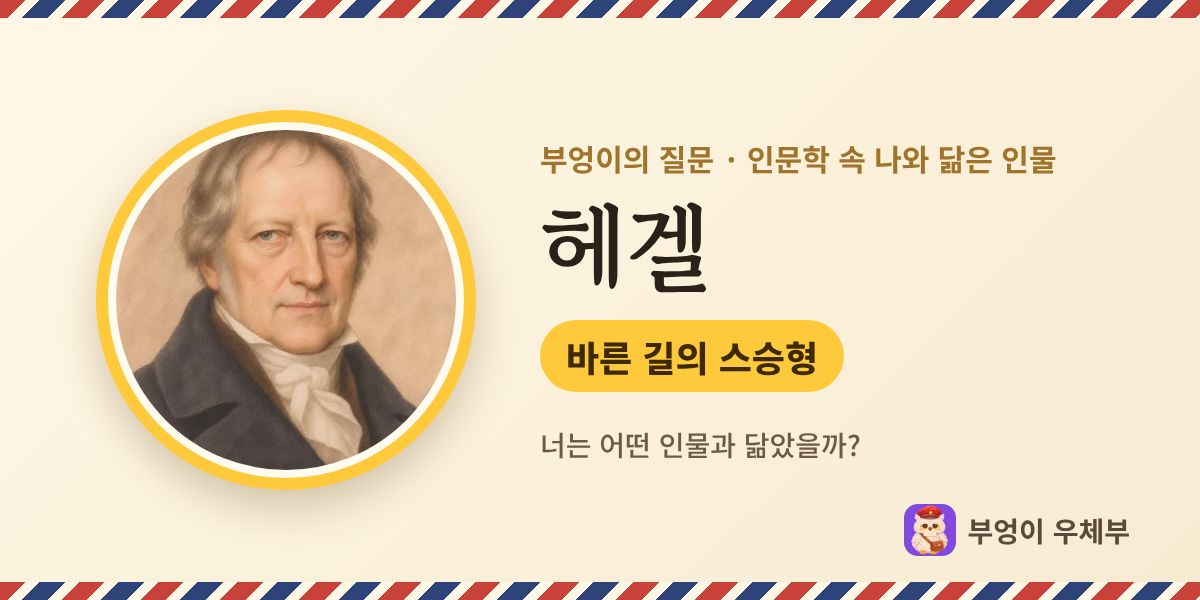 부엉이의 질문 · 인문학 속 나와 닮은 인물
헤겔
바른 길의 스승형
너는 어떤 인물과 닮았을까?
부엉이 우체부